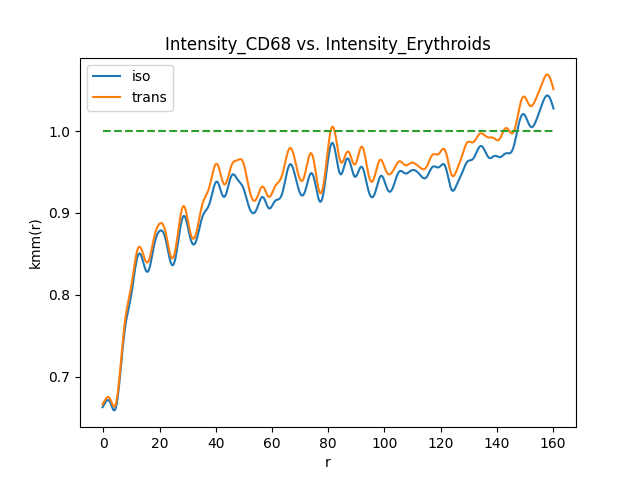 Intensity_CD68 vs. Intensity_Erythroids
iso
trans
kmm(r)
1.0
0.9
0.8
0.7
0 20 40 60 80 100 120 140 160
r